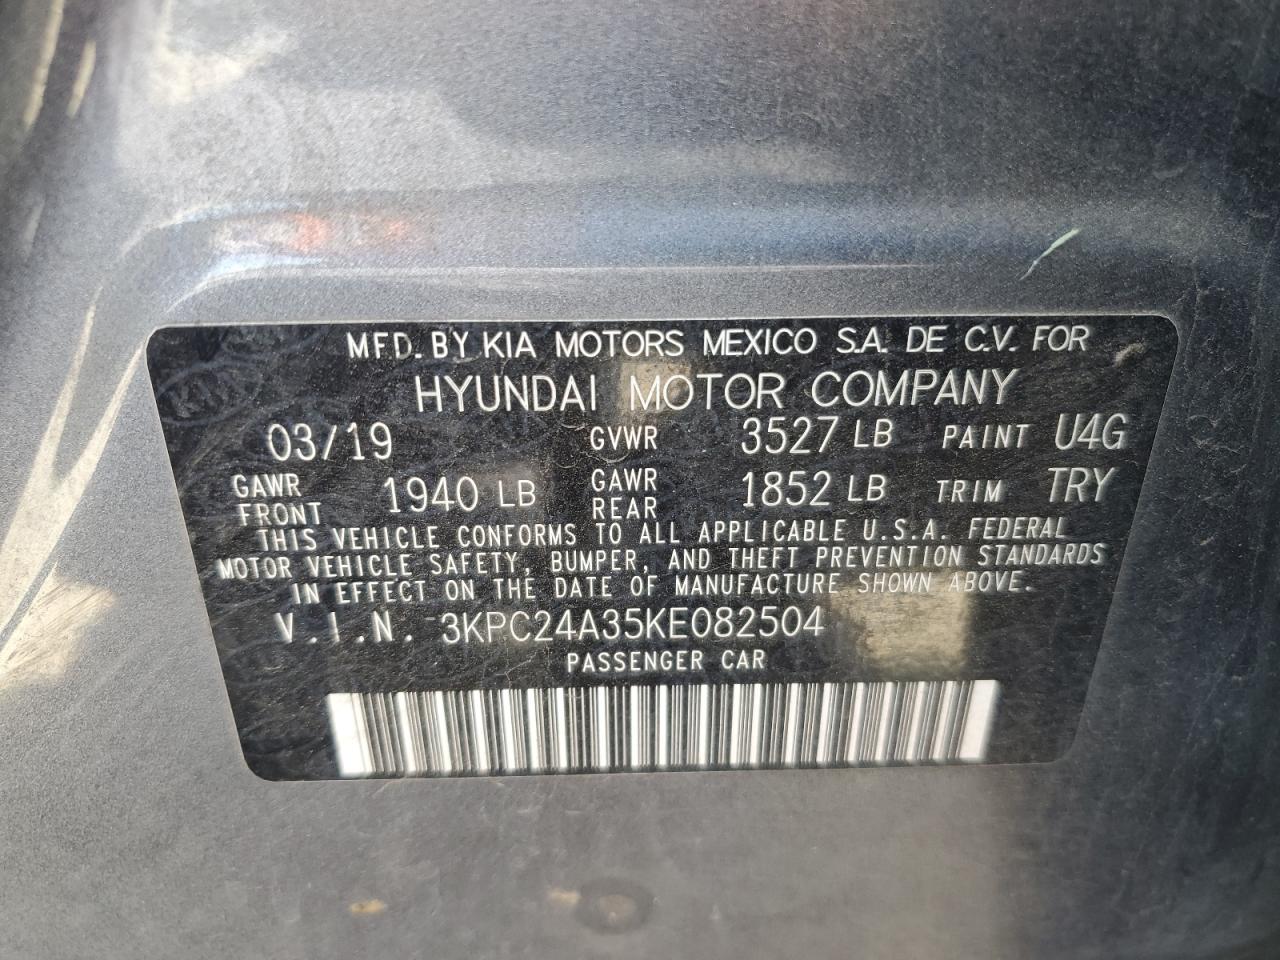 MFD. BY KIA MOTORS MEXICO S.A. DE C.V. FOR
HYUNDAI MOTOR COMPANY
03/19 GVWR 3527 LB PAINT U4G
GAWR FRONT 1940 LB GAWR REAR 1852 LB TRIM TRY
THIS VEHICLE CONFORMS TO ALL APPLICABLE U.S.A. FEDERAL
MOTOR VEHICLE SAFETY, BUMPER, AND THEFT PREVENTION STANDARDS
IN EFFECT ON THE DATE OF MANUFACTURE SHOWN ABOVE.
V.I.N. 3KPC24A35KE082504
PASSENGER CAR